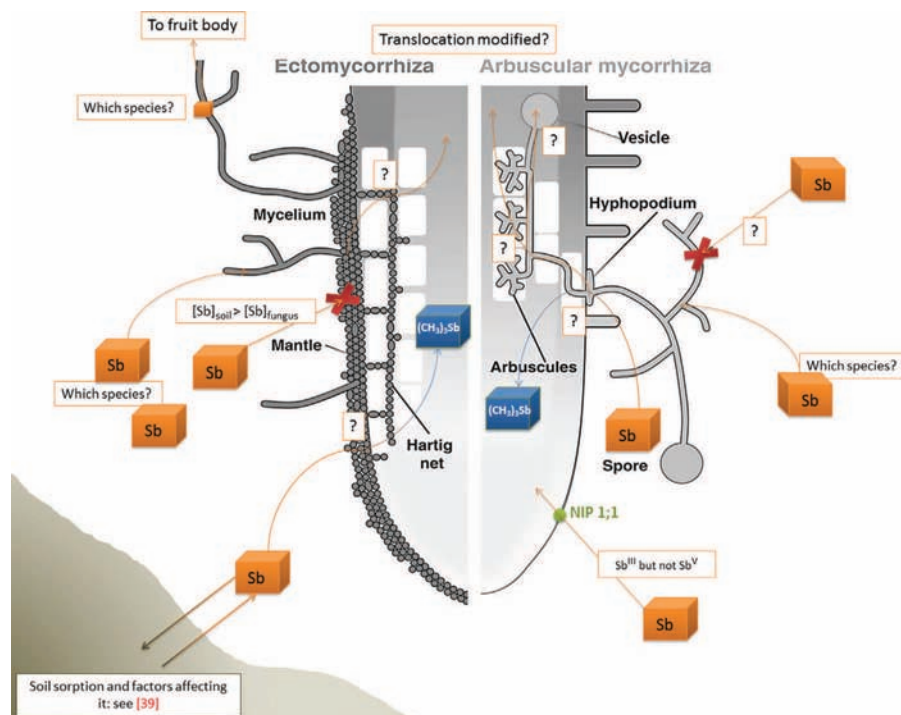 To fruit body
Translocation modified?
Ectomycorrhiza
Arbuscular mycorrhiza
Which species?
?
?
Vesicle
Sb
Mycelium
Hyphopodium
?
?
[Sb]soil > [Sb]fungus
(CH3)3Sb
?
Mantle
Sb
Sb
Arbuscules
Which species?
Which species?
Sb
(CH3)3Sb
Sb
?
Sb
Hartig
net
Spore
NIP 1;1
Sb
SbIII but not SbV
Sb
Soil sorption and factors affecting
it: see [39]